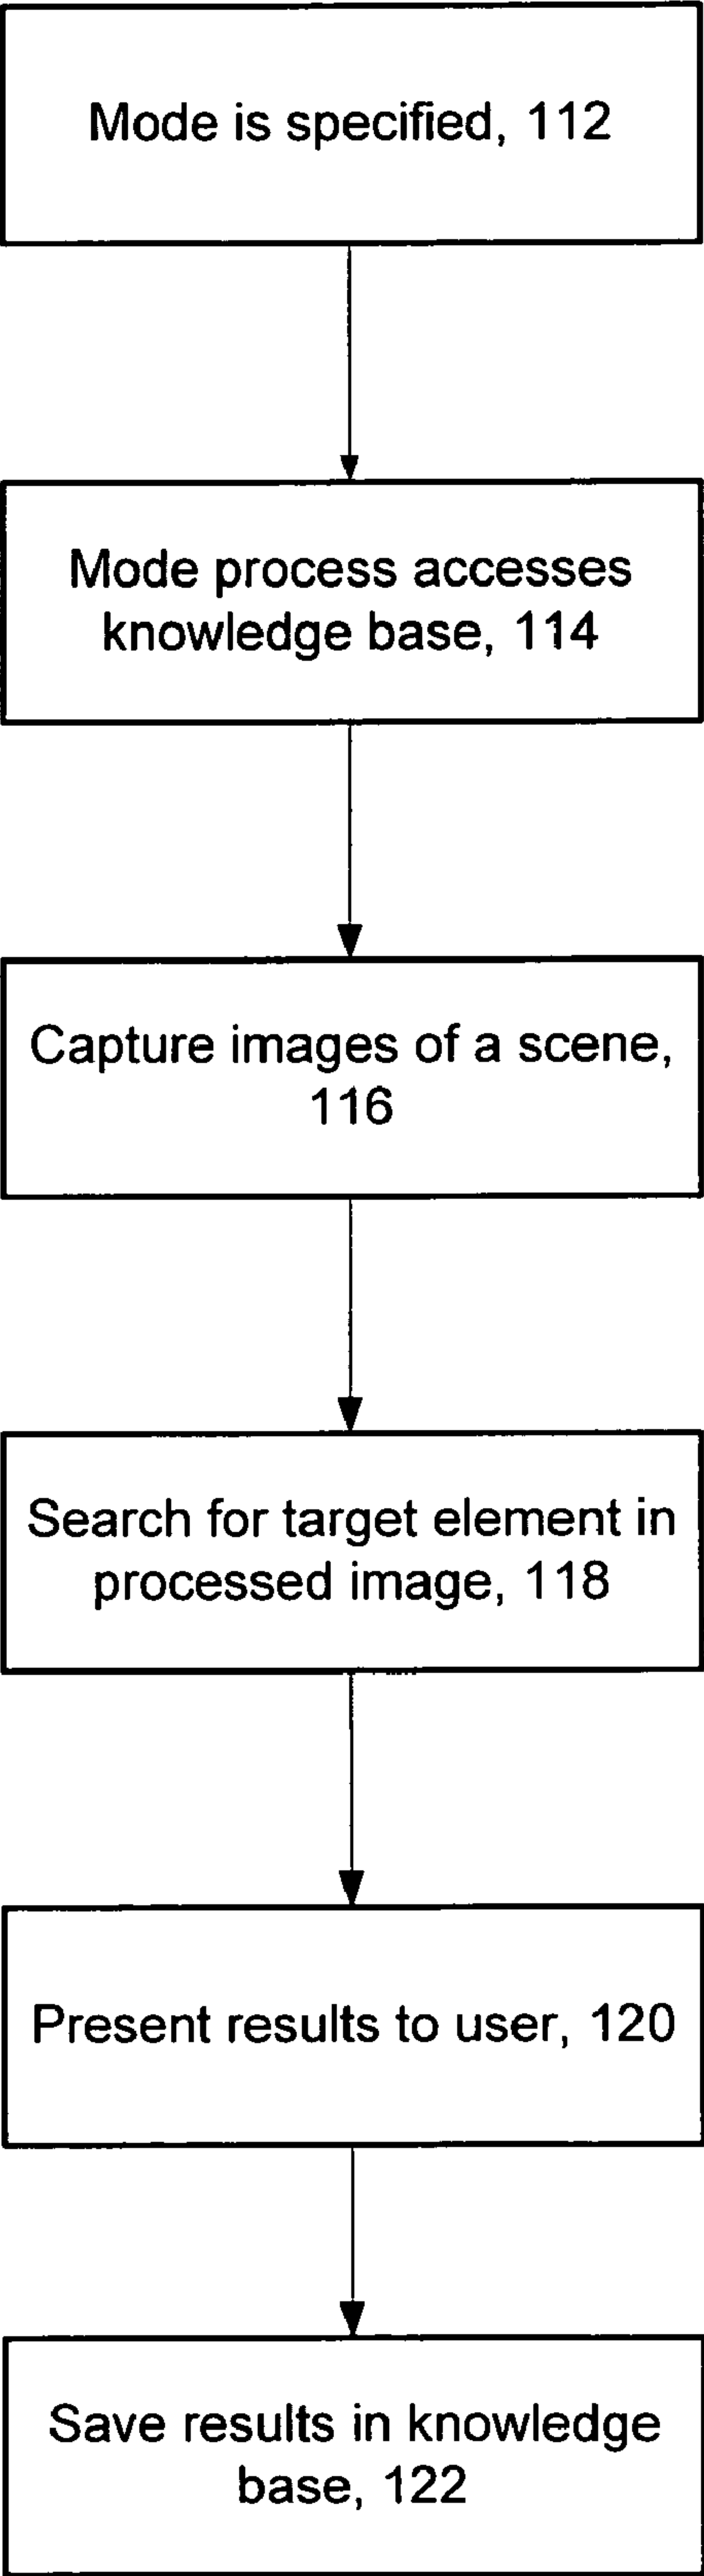 Mode is specified, 112
Mode process accesses
knowledge base, 114
Capture images of a scene,
116
Search for target element in
processed image, 118
Present results to user, 120
Save results in knowledge
base, 122